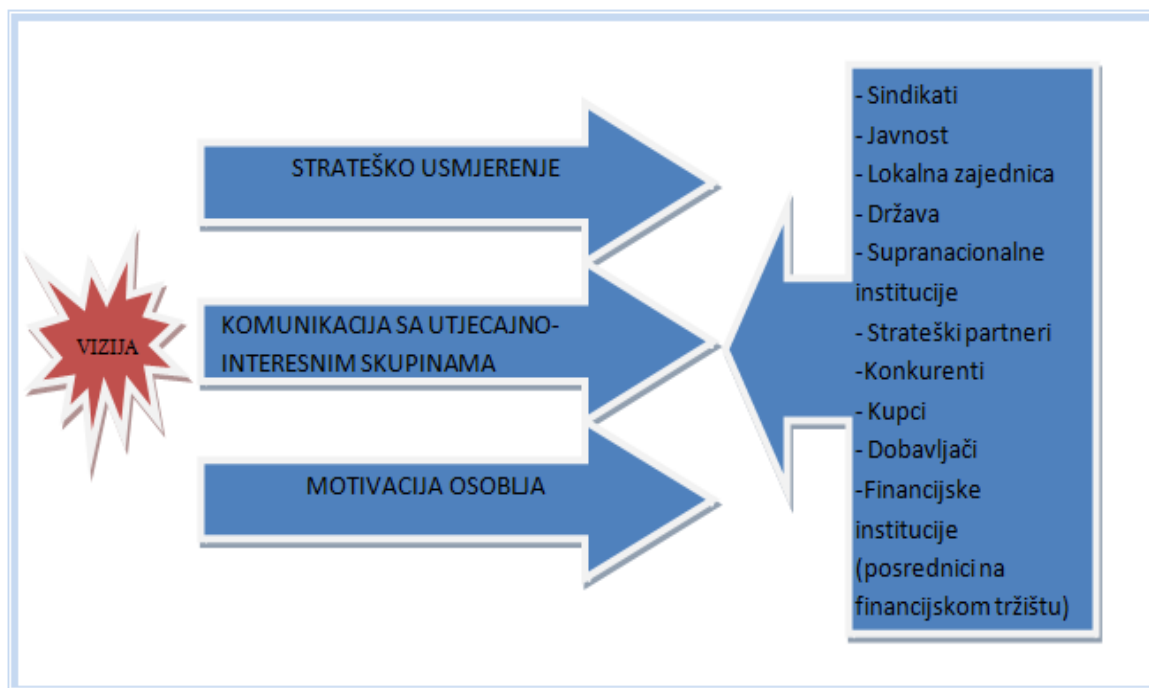 VIZIJA
STRATEŠKO USMJERENJE
KOMUNIKACIJA SA UTJECAJNO-
INTERESNIM SKUPINAMA
MOTIVACIJA OSOBLJA
- Sindikati
- Javnost
- Lokalna zajednica
- Država
- Supranacionalne
institucije
- Strateški partneri
-Konkurenti
- Kupci
- Dobavljači
-Financijske
institucije
(posrednici na
financijskom tržištu)